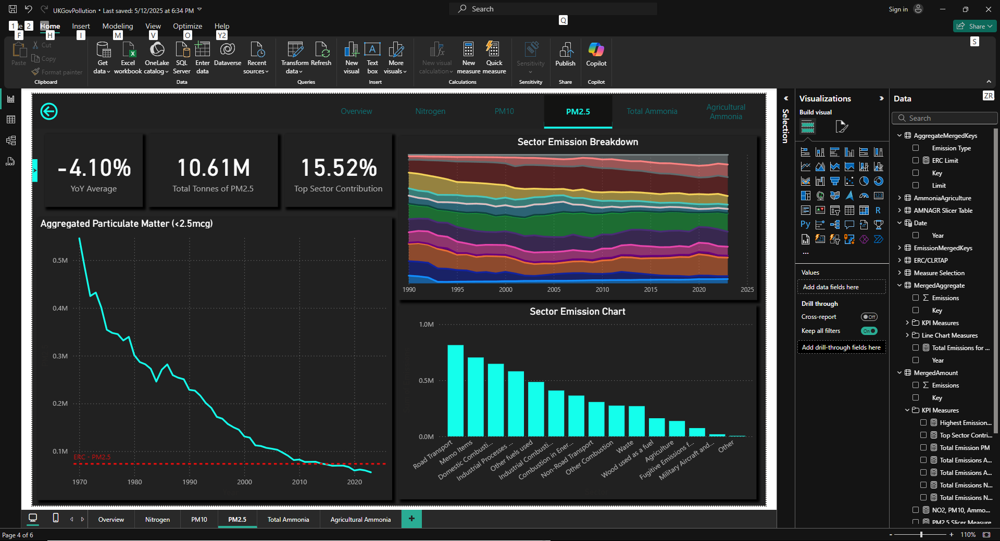 UKGovPollution • Last saved: 5/12/2025 at 6:34 PM
Search
Sign in
Home
Insert
Modeling
View
Optimize
Help
Share
1
2
F
H
I
M
V
O
Y2
Q
S
ZR
Paste
Cut
Copy
Format painter
Clipboard
Get data
Excel workbook
OneLake catalog
SQL Server
Enter data
Dataverse
Recent sources
Data
Transform data
Refresh
Queries
New visual
Text box
More visuals
Insert
New visual calculation
New measure
Quick measure
Calculations
Sensitivity
Sensitivity
Publish
Share
Copilot
Copilot
Overview
Nitrogen
PM10
PM2.5
Total Ammonia
Agricultural Ammonia
-4.10%
YoY Average
10.61M
Total Tonnes of PM2.5
15.52%
Top Sector Contribution
Aggregated Particulate Matter (<2.5mcg)
0.5M
0.4M
0.3M
0.2M
0.1M
ERC - PM2.5
1970
1980
1990
2000
2010
2020
Sector Emission Breakdown
1990
1995
2000
2005
2010
2015
2020
2025
Sector Emission Chart
1.0M
0.5M
0.0M
Road Transport
Memo Items
Domestic Combusti...
Industrial Processes ...
Other fuels used
Industrial Combusti...
Combustion in Ener...
Non-Road Transport
Other Combustion
Waste
Wood used as a fuel
Agriculture
Fugitive Emissions f...
Military Aircraft and...
Other
Selection
Visualizations
Build visual
R
Py
123
...
Values
Add data fields here
Drill through
Cross-report
Off
Keep all filters
On
Add drill-through fields here
Data
Search
AggregateMergedKeys
Emission Type
ERC Limit
Key
Limit
AmmoniaAgriculture
AMNAGR Slicer Table
Date
Year
EmissionMergedKeys
ERC/CLRTAP
Measure Selection
MergedAggregate
Emissions
Key
KPI Measures
Line Chart Measures
Total Emissions for ...
Year
MergedAmount
Emissions
Key
KPI Measures
Highest Emission...
Top Sector Contri...
Total Emission PM
Total Emissions A...
Total Emissions A...
Total Emissions N...
Total Emissions N...
NO2, PM10, Ammo...
PM2.5 Slicer Measure
Overview
Nitrogen
PM10
PM2.5
Total Ammonia
Agricultural Ammonia
+
Page 4 of 6
- + 110%